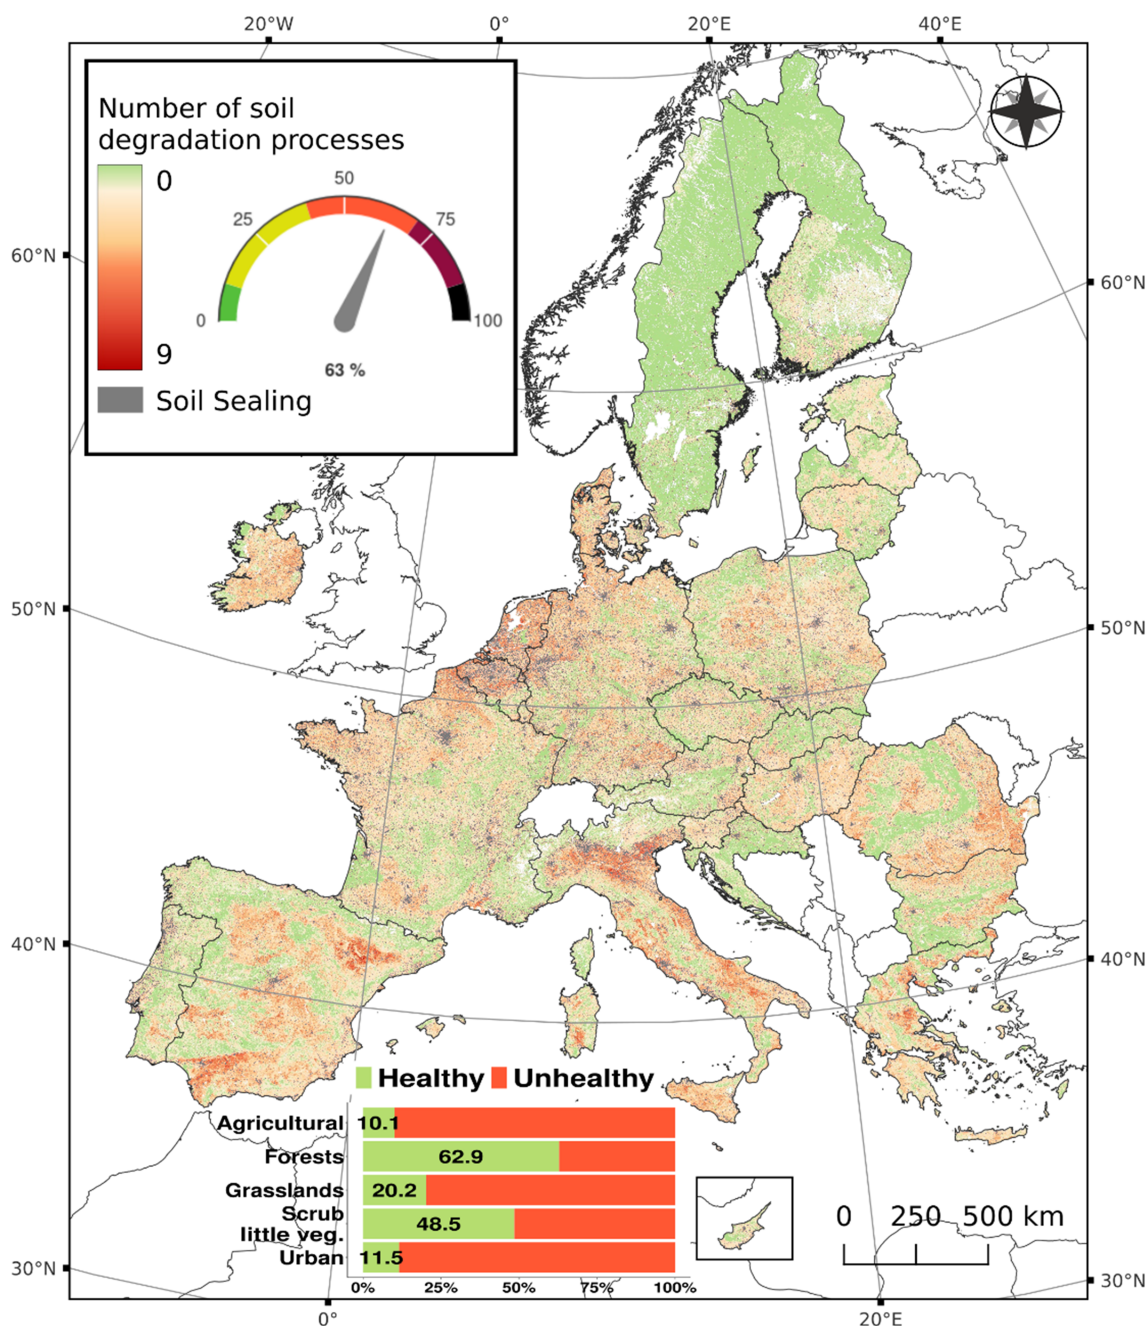 20°W 0° 20°E 40°E
Number of soil
degradation processes
0
9
Soil Sealing
0 25 50 75 100
63 %
60°N
60°N
50°N
50°N
40°N
40°N
Healthy Unhealthy
Agricultural 10.1
Forests 62.9
Grasslands 20.2
Scrub
little veg. 48.5
Urban 11.5
0% 25% 50% 75% 100%
0 250 500 km
30°N
30°N
0° 20°E